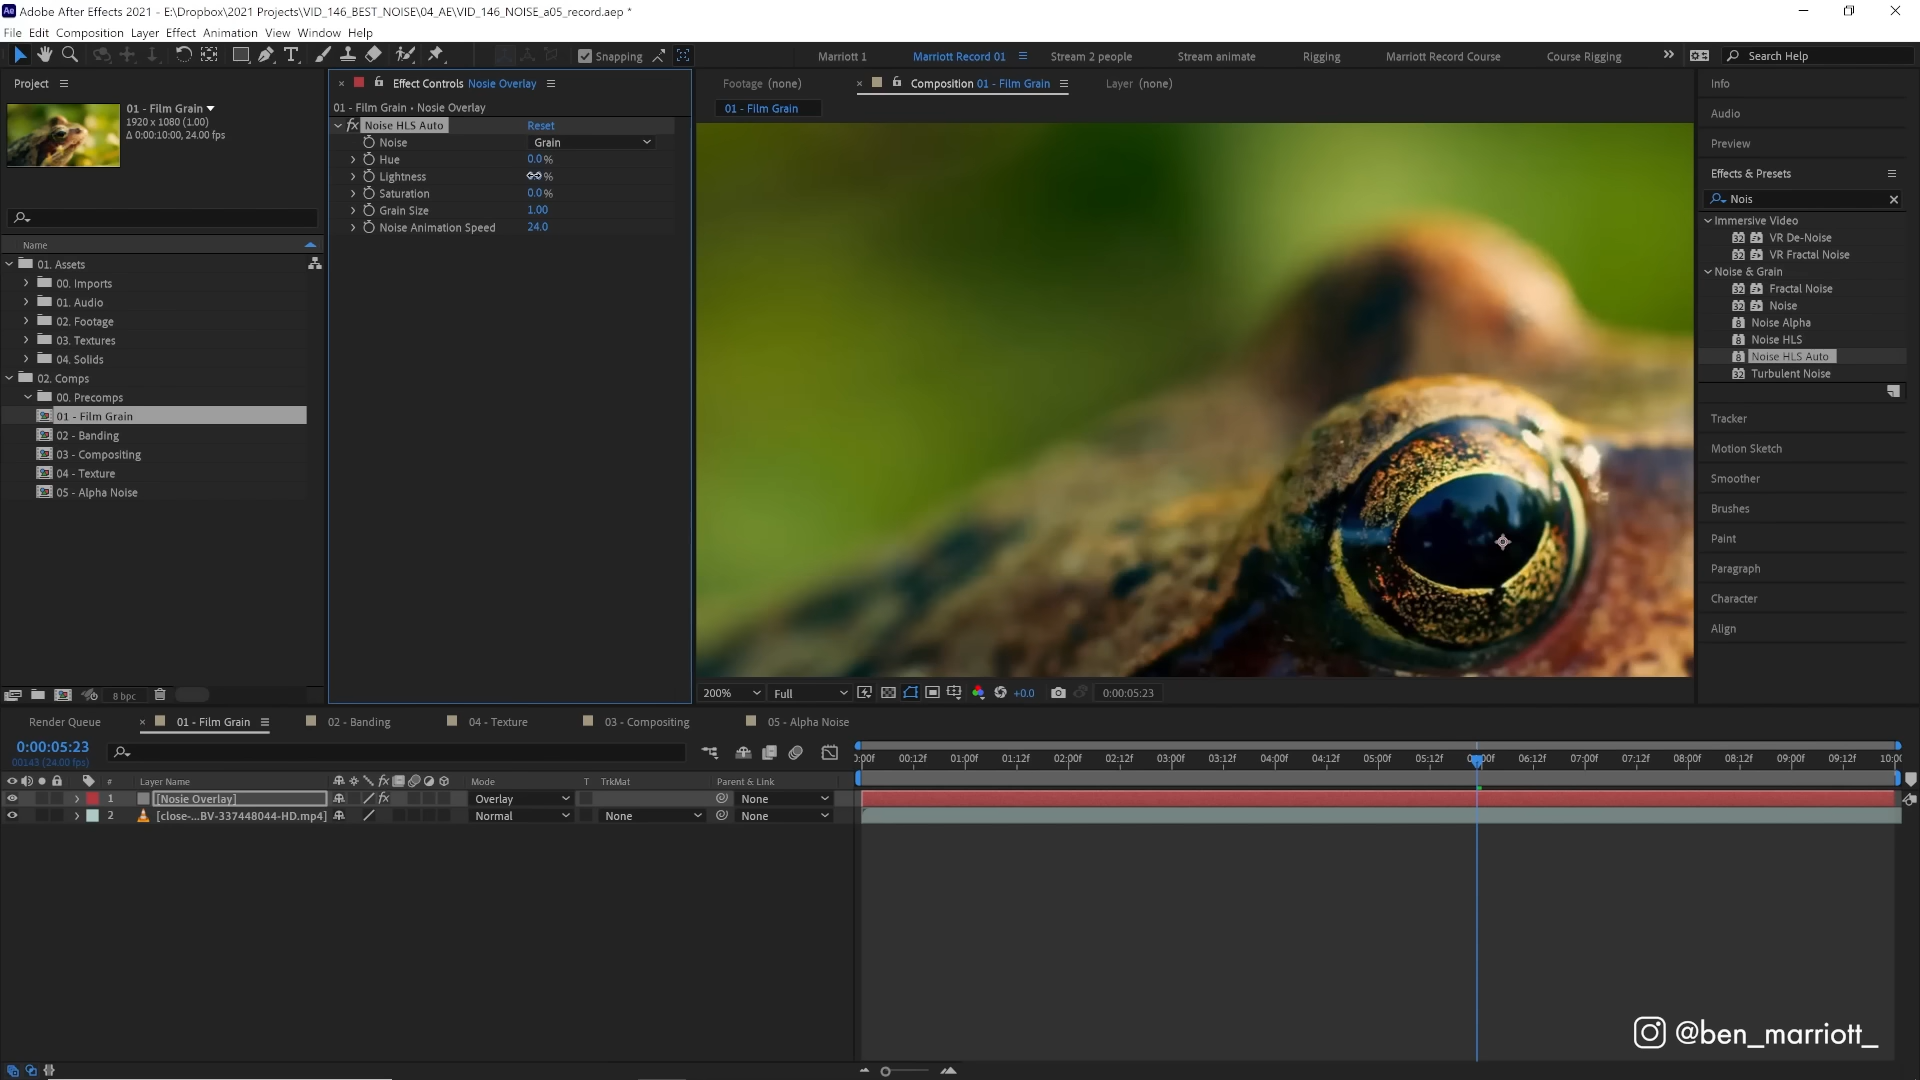 Adobe After Effects 2021 - E:\Dropbox\2021 Projects\VID_146_BEST_NOISE\04_AE\VID_146_NOISE_a05_record.aep *
File Edit Composition Layer Effect Animation View Window Help
Snapping
Marriott 1 Marriott Record 01 Stream 2 people Stream animate Rigging Marriott Record Course Course Rigging
Search Help
Project
01 - Film Grain
1920 x 1080 (1.00)
Δ 0:00:10:00, 24.00 fps
Name
01. Assets
00. Imports
01. Audio
02. Footage
03. Textures
04. Solids
02. Comps
00. Precomps
01 - Film Grain
02 - Banding
03 - Compositing
04 - Texture
05 - Alpha Noise
8 bpc
Effect Controls Nosie Overlay
01 - Film Grain • Nosie Overlay
fx Noise HLS Auto Reset
Noise Grain
Hue 0.0 %
Lightness %
Saturation 0.0 %
Grain Size 1.00
Noise Animation Speed 24.0
Footage (none) Composition 01 - Film Grain Layer (none)
01 - Film Grain
200% Full +0.0 0:00:05:23
Info
Audio
Preview
Effects & Presets
Nois
Immersive Video
VR De-Noise
VR Fractal Noise
Noise & Grain
Fractal Noise
Noise
Noise Alpha
Noise HLS
Noise HLS Auto
Turbulent Noise
Tracker
Motion Sketch
Smoother
Brushes
Paint
Paragraph
Character
Align
Render Queue 01 - Film Grain 02 - Banding 04 - Texture 03 - Compositing 05 - Alpha Noise
0:00:05:23
00143 (24.00 fps)
# Layer Name fx Mode T TrkMat Parent & Link
1 [Nosie Overlay] fx Overlay None
2 [close-...BV-337448044-HD.mp4] Normal None None
:00f 00:12f 01:00f 01:12f 02:00f 02:12f 03:00f 03:12f 04:00f 04:12f 05:00f 05:12f 06:12f 07:00f 07:12f 08:00f 08:12f 09:00f 09:12f 10:0
@ben_marriott_